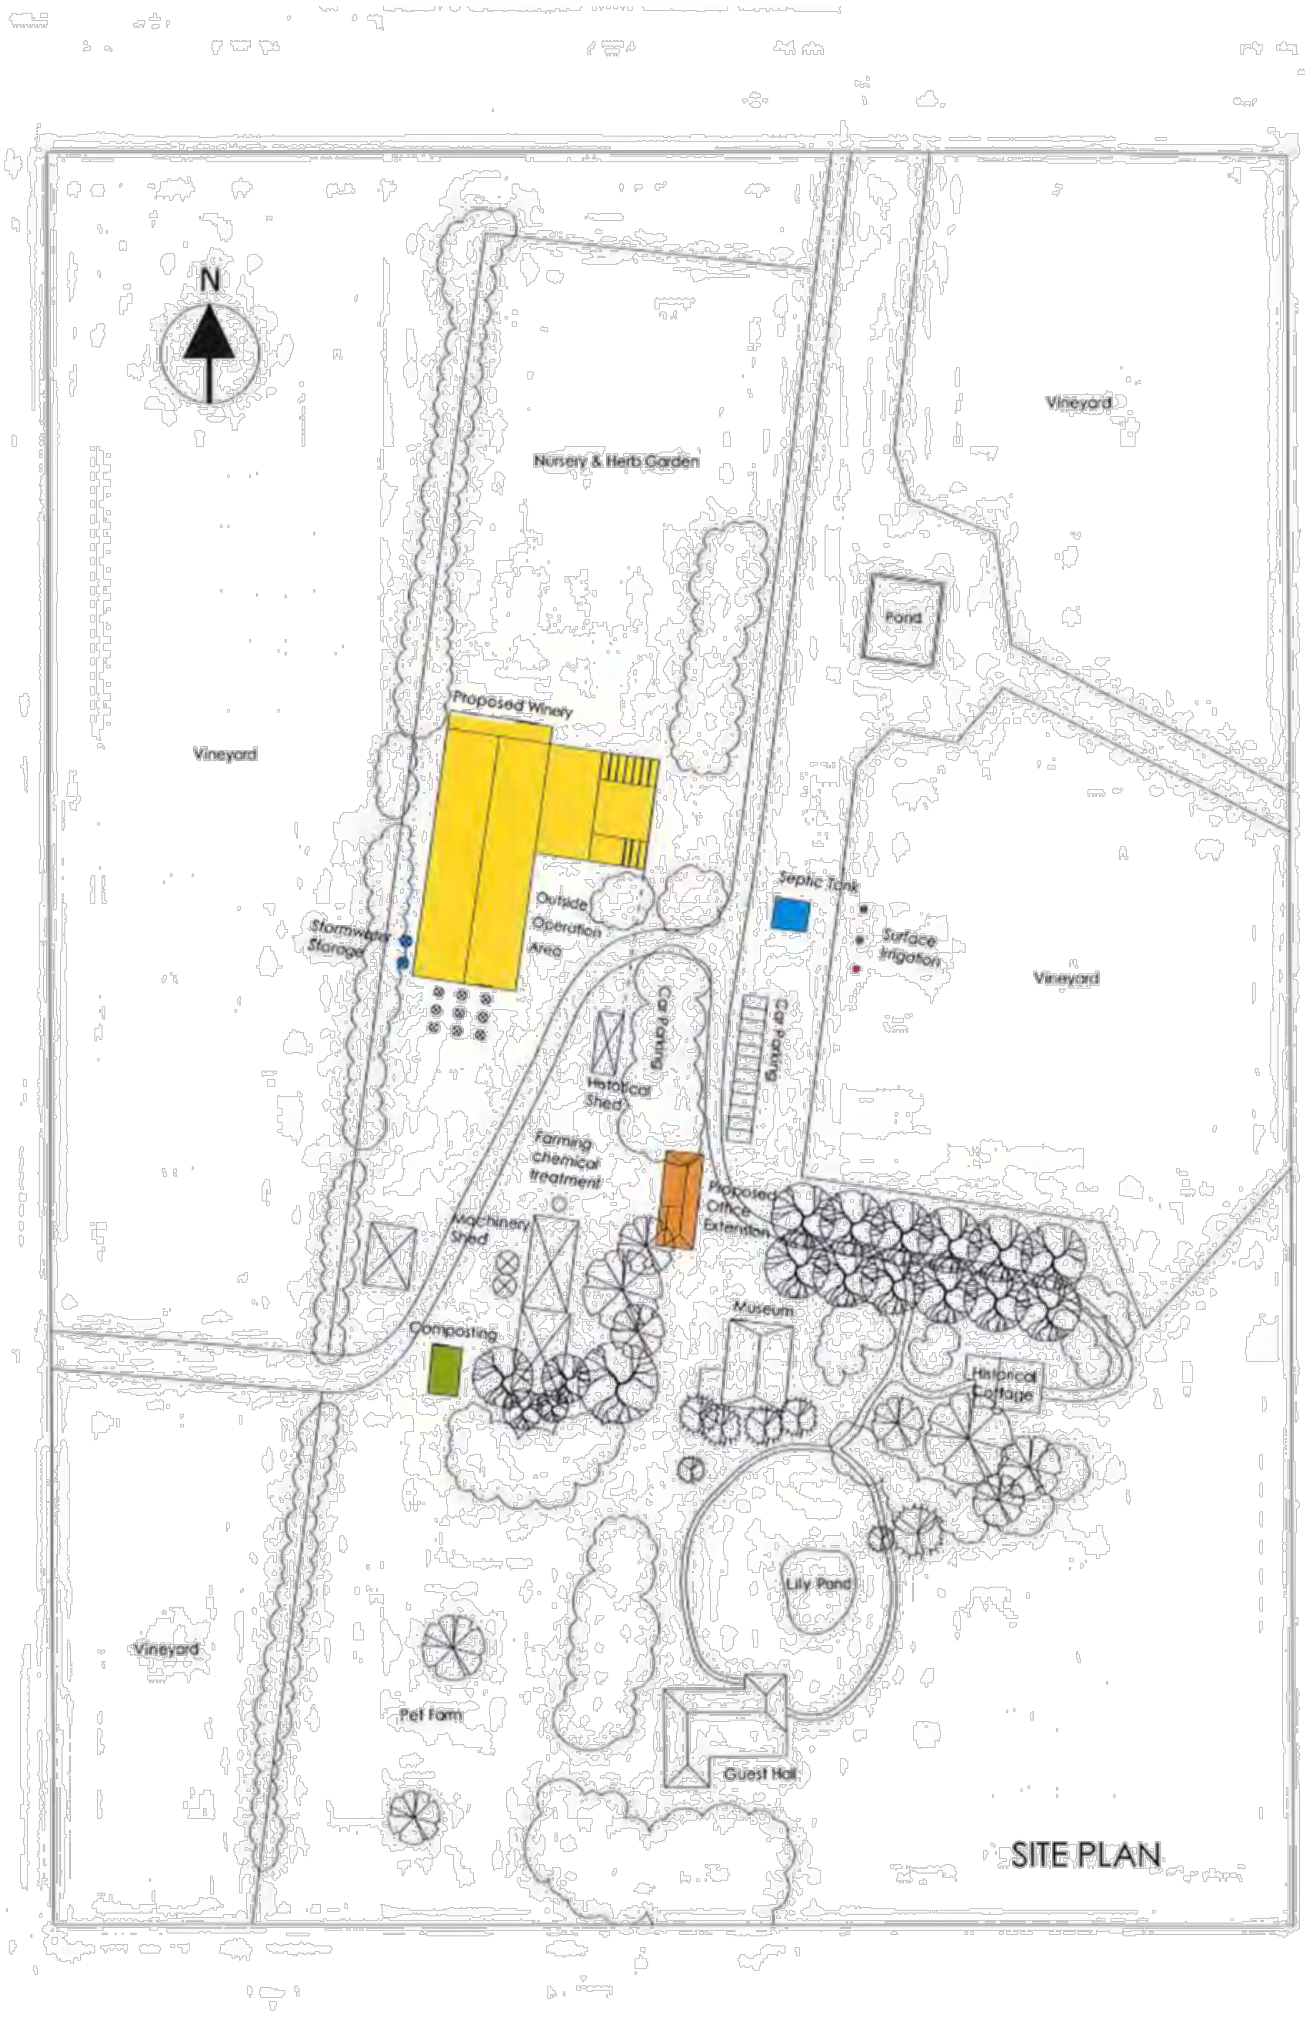 N
Vineyard
Nursery & Herb Garden
Pond
Proposed Winery
Vineyard
Septic Tank
Outside
Operation
Area
Stormwater
Storage
Surface
Irrigation
Vineyard
Car Parking
Car Parking
Historical
Shed
Farming
chemical
treatment
Proposed
Office
Extension
Machinery
Shed
Museum
Composting
Historical
Cottage
Lily Pond
Vineyard
Pet Farm
Guest Hall
SITE PLAN